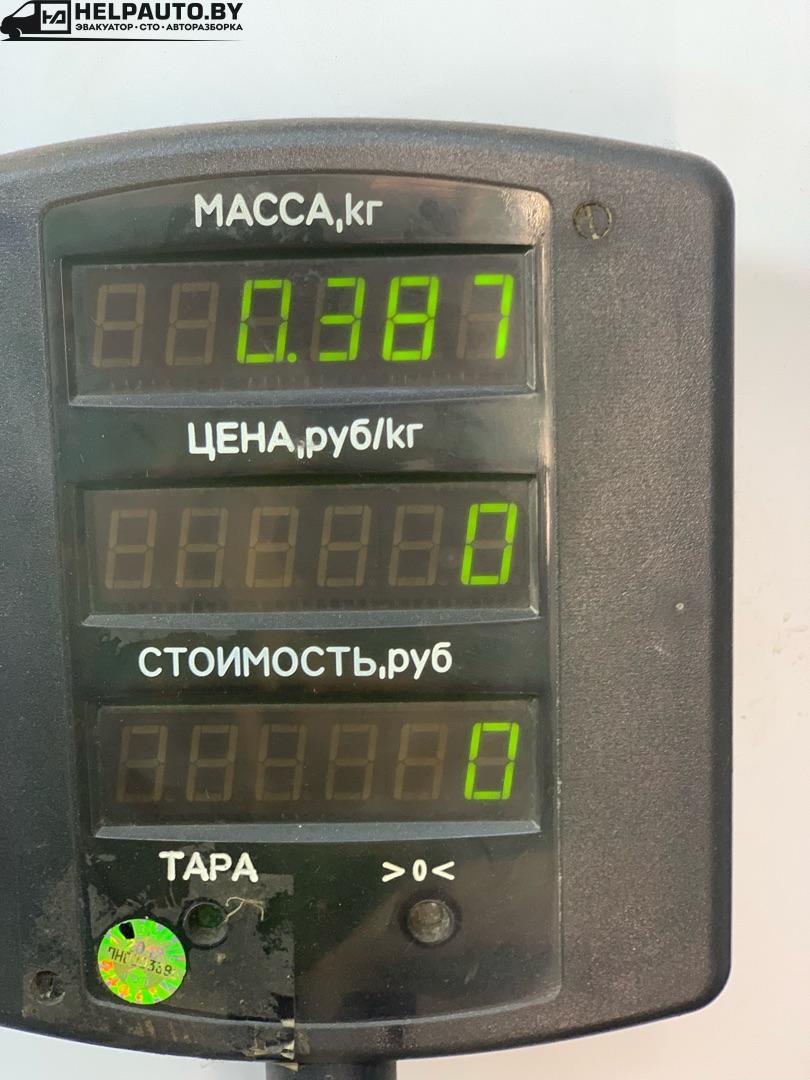 HELPAUTO.BY
ЭВАКУАТОР • СТО • АВТОРАЗБОРКА
МАССА,кг
0.387
ЦЕНА,руб/кг
0
СТОИМОСТЬ,руб
0
ТАРА >0<